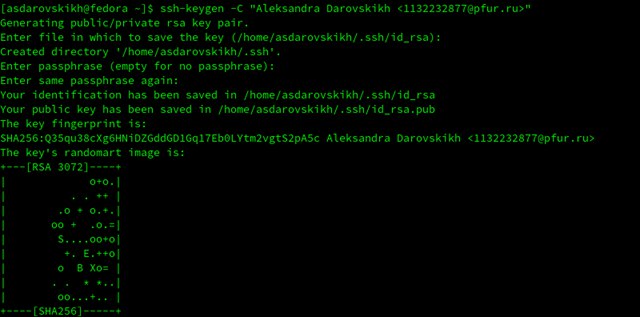 [asdarovskikh@fedora ~]$ ssh-keygen -C "Aleksandra Darovskikh <1132232877@pfur.ru>"
Generating public/private rsa key pair.
Enter file in which to save the key (/home/asdarovskikh/.ssh/id_rsa):
Created directory '/home/asdarovskikh/.ssh'.
Enter passphrase (empty for no passphrase):
Enter same passphrase again:
Your identification has been saved in /home/asdarovskikh/.ssh/id_rsa
Your public key has been saved in /home/asdarovskikh/.ssh/id_rsa.pub
The key fingerprint is:
SHA256:Q35qu38cXg6HNiDZGddGD1Gq17Eb0LYtm2vgtS2pA5c Aleksandra Darovskikh <1132232877@pfur.ru>
The key's randomart image is:
+---[RSA 3072]----+
|             o+o.|
|          . . ++ |
|        .o + o.+.|
|       oo +  .o.=|
|        S....oo+o|
|         +. E.++o|
|        o  B Xo= |
|       . .  * *..|
|        oo...+.. |
+----[SHA256]-----+